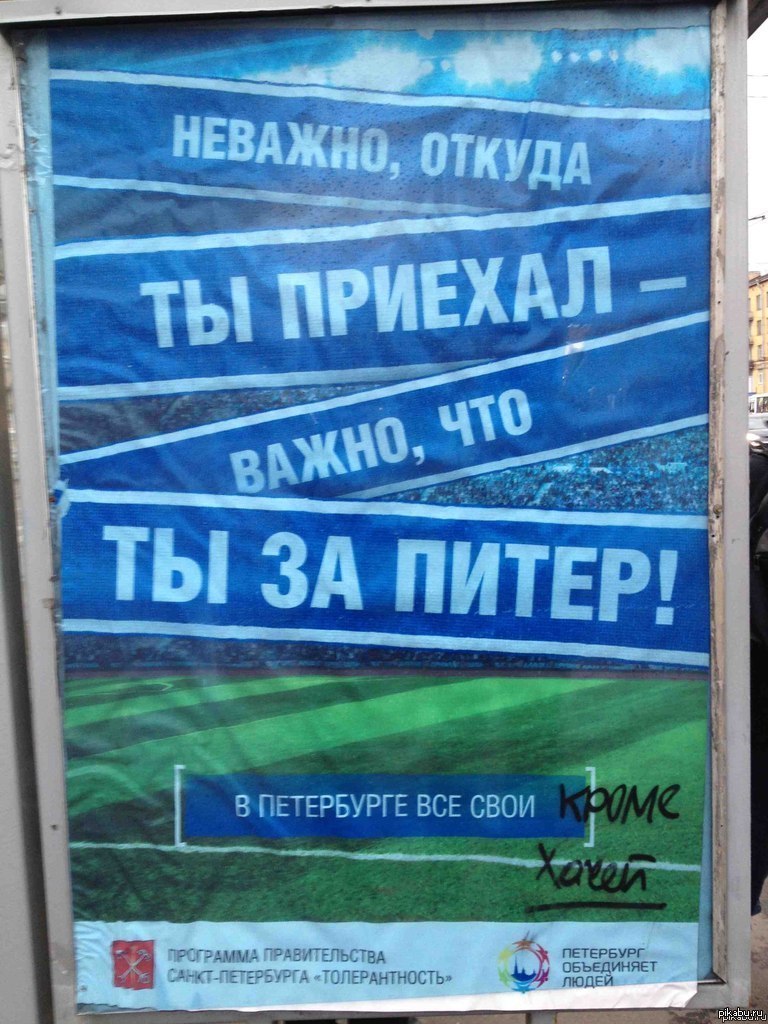 НЕВАЖНО, ОТКУДА
ТЫ ПРИЕХАЛ –
ВАЖНО, ЧТО
ТЫ ЗА ПИТЕР!
[В ПЕТЕРБУРГЕ ВСЕ СВОИ] кроме
Хачей
ПРОГРАММА ПРАВИТЕЛЬСТВА
САНКТ-ПЕТЕРБУРГА «ТОЛЕРАНТНОСТЬ»
ПЕТЕРБУРГ
ОБЪЕДИНЯЕТ
ЛЮДЕЙ
pikabu.ru